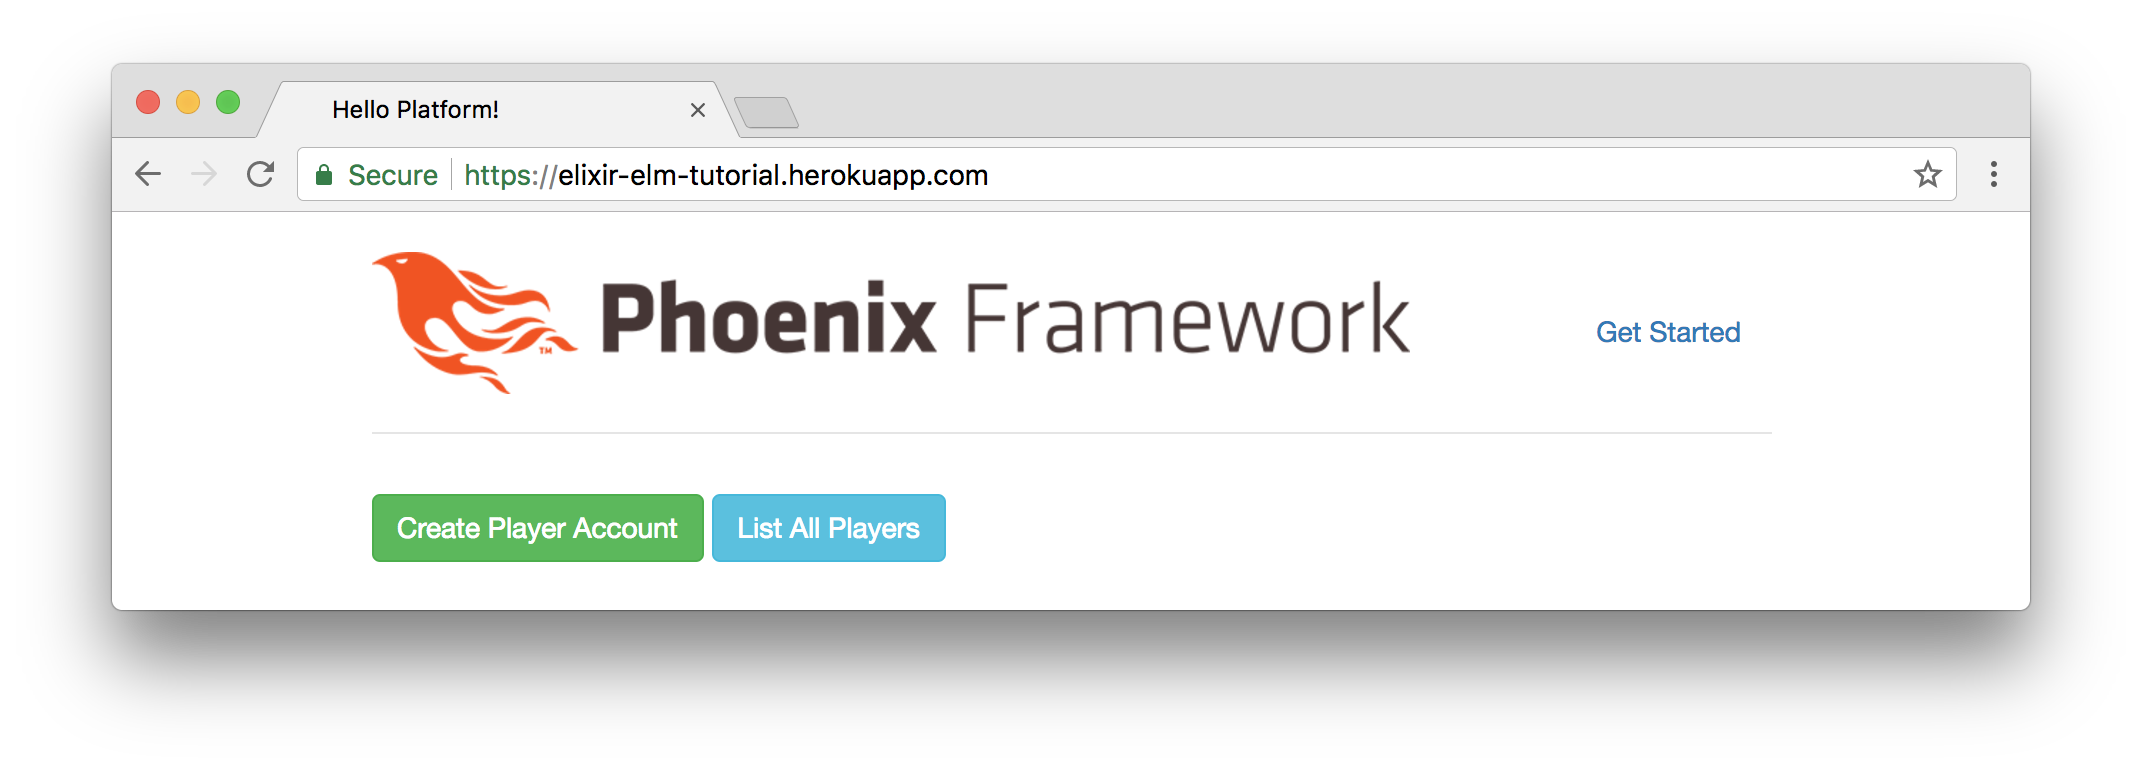 Hello Platform!
Secure https://elixir-elm-tutorial.herokuapp.com
Phoenix Framework
TM
Get Started
Create Player Account List All Players